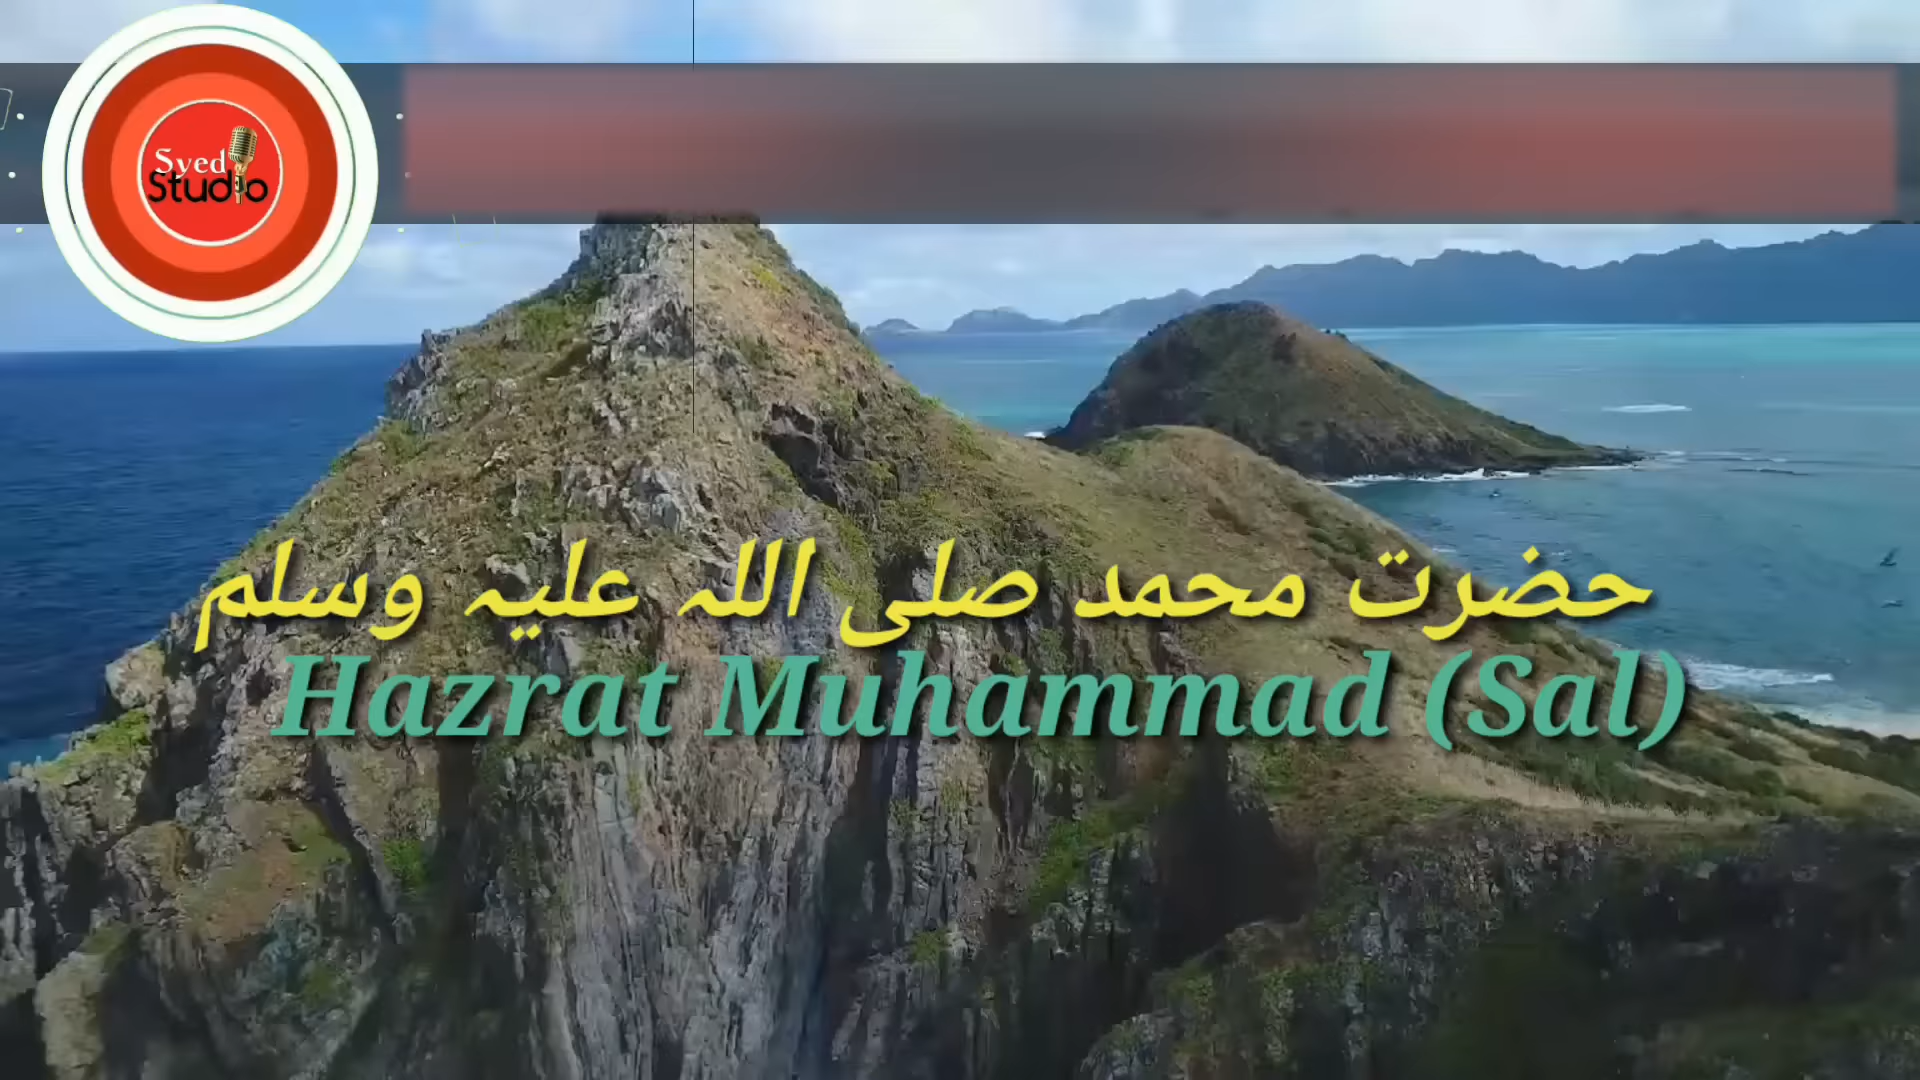 Syed
Studio
حضرت محمد صلی اللہ علیہ وسلم
Hazrat Muhammad (Sal)